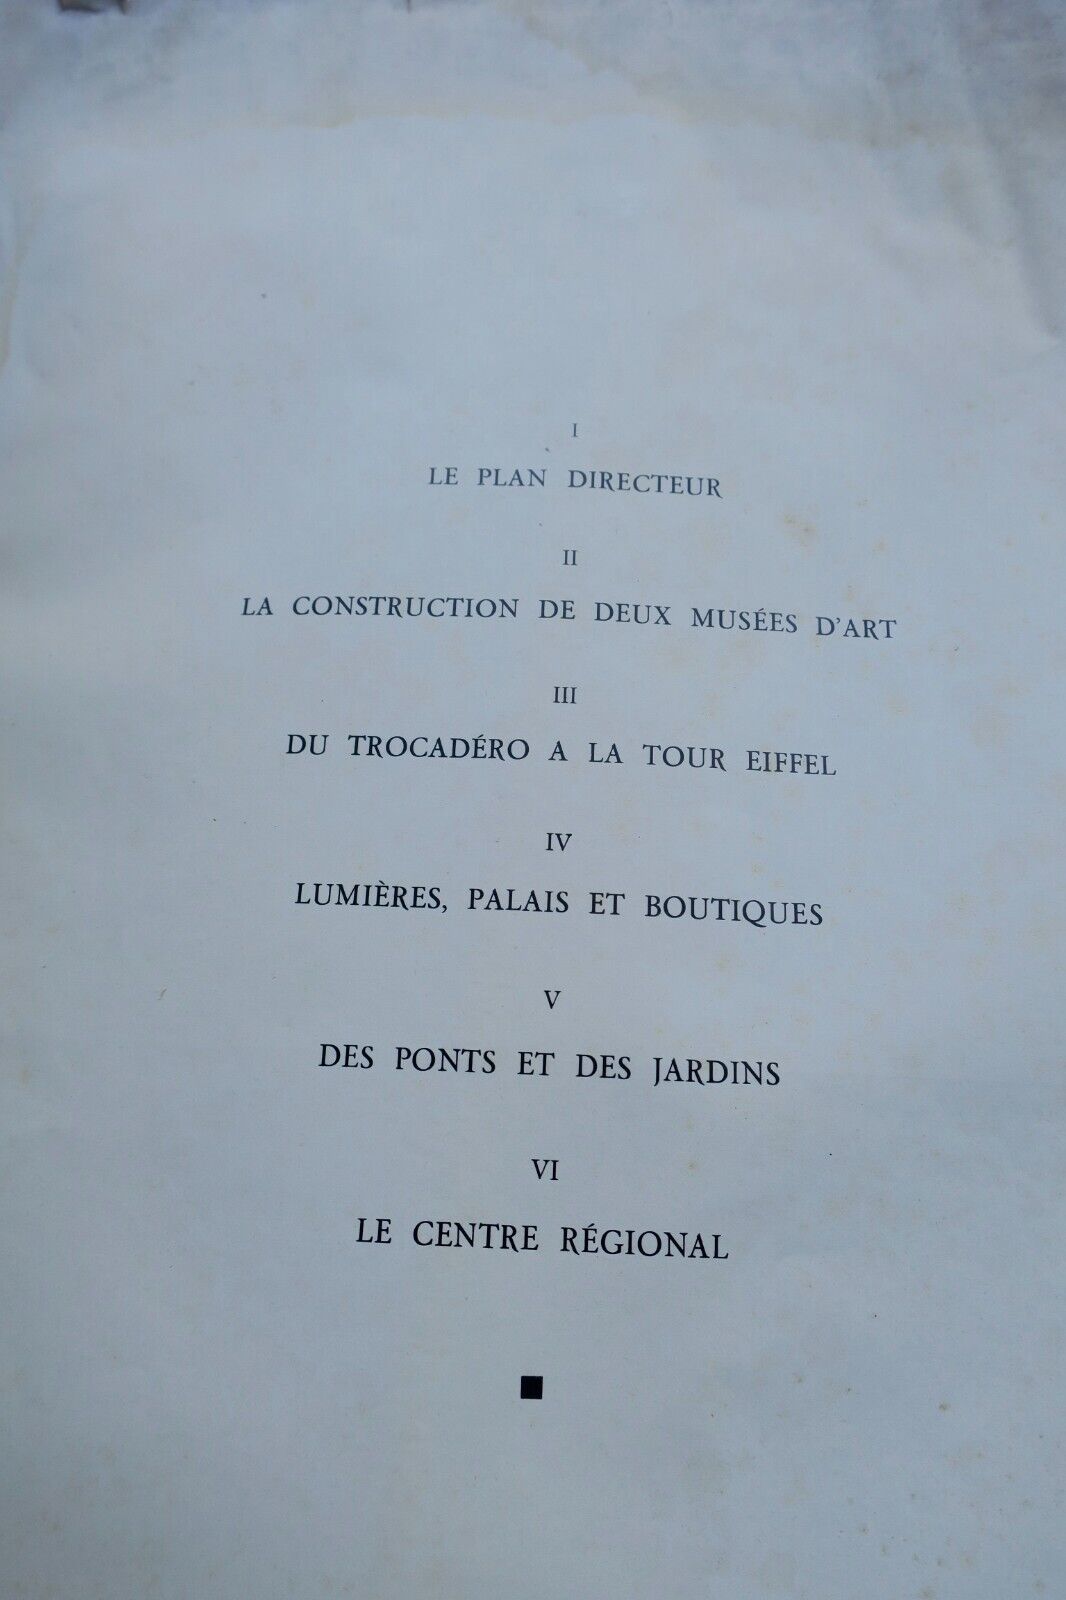 I
LE PLAN DIRECTEUR
II
LA CONSTRUCTION DE DEUX MUSÉES D'ART
III
DU TROCADÉRO A LA TOUR EIFFEL
IV
LUMIÈRES, PALAIS ET BOUTIQUES
V
DES PONTS ET DES JARDINS
VI
LE CENTRE RÉGIONAL